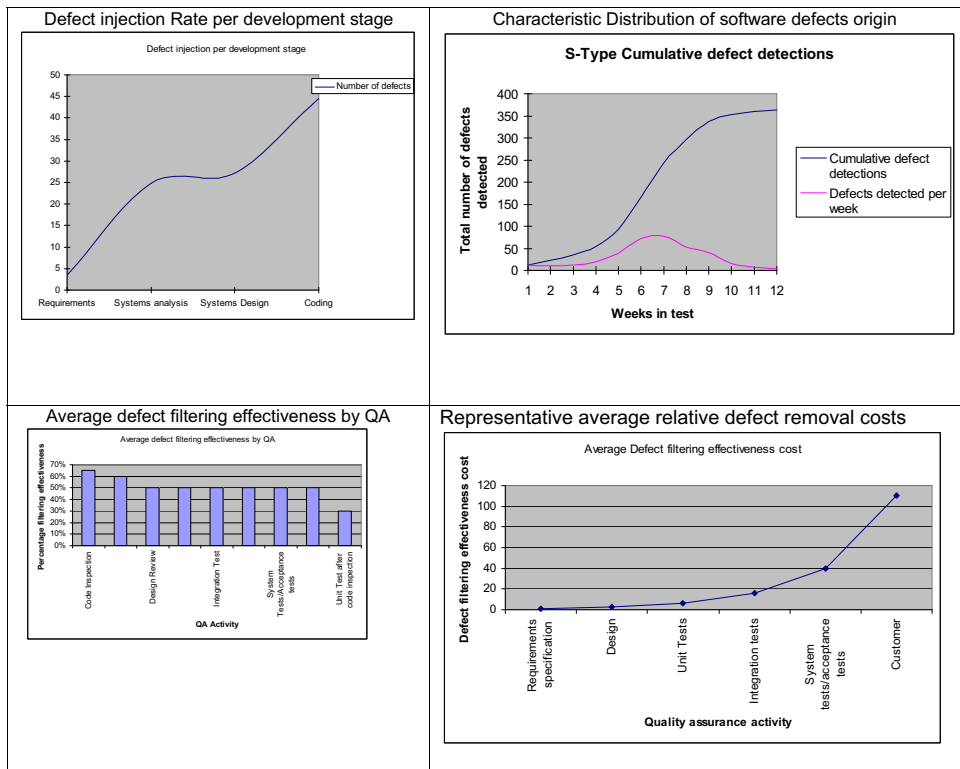 Defect injection Rate per development stage
Defect injection per development stage
50
45
40
35
30
25
20
15
10
5
0
Number of defects
Requirements Systems analysis Systems Design Coding
Characteristic Distribution of software defects origin
S-Type Cumulative defect detections
Total number of defects
detected
400
350
300
250
200
150
100
50
0
1 2 3 4 5 6 7 8 9 10 11 12
Weeks in test
Cumulative defect
detections
Defects detected per
week
Average defect filtering effectiveness by QA
Average defect filtering effectiveness by QA
Percentage filtering effectiveness
70%
60%
50%
40%
30%
20%
10%
0%
Code Inspection
Design Review
Integration Test
System
Tests/Acceptance
tests
Unit Test after
code inspection
QA Activity
Representative average relative defect removal costs
Average Defect filtering effectiveness cost
Defect filtering effectiveness cost
120
100
80
60
40
20
0
Requirements
specification
Design
Unit Tests
Integration tests
System
tests/acceptance
tests
Customer
Quality assurance activity